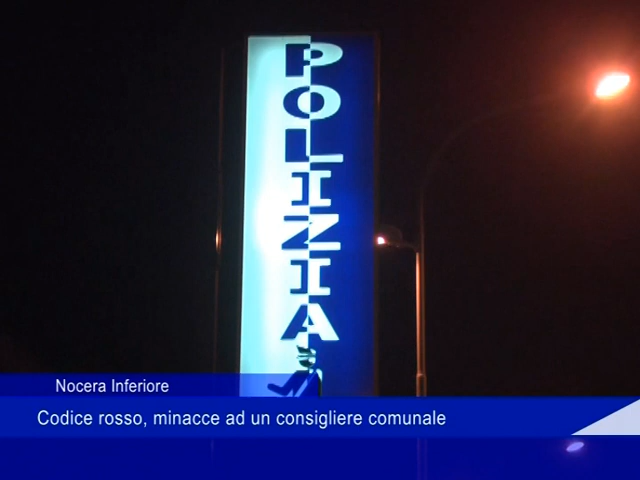 POLIZIA
Nocera Inferiore
Codice rosso, minacce ad un consigliere comunale